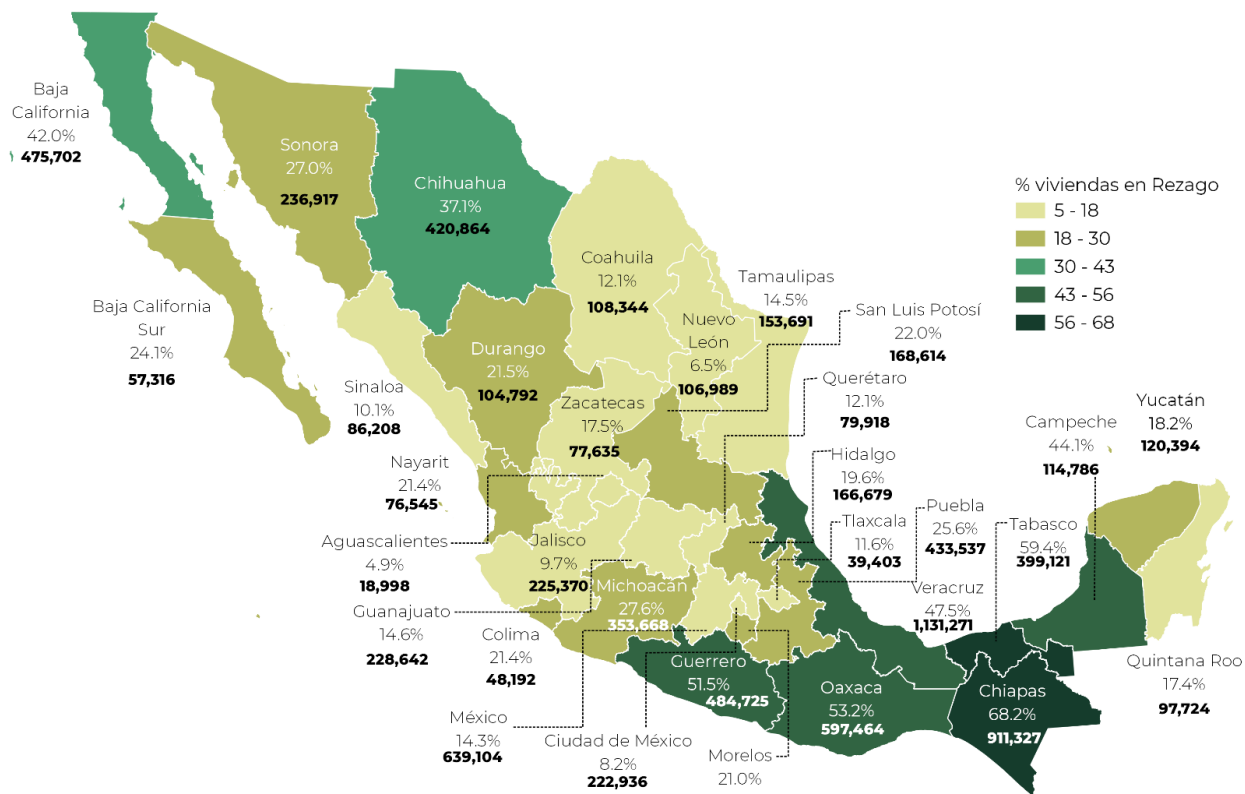 Baja
California
42.0%
475,702
Sonora
27.0%
236,917
Chihuahua
37.1%
420,864
Coahuila
12.1%
108,344
Tamaulipas
14.5%
153,691
Nuevo
León
6.5%
106,989
San Luis Potosí
22.0%
168,614
% viviendas en Rezago
5 - 18
18 - 30
30 - 43
43 - 56
56 - 68
Baja California
Sur
24.1%
57,316
Durango
21.5%
104,792
Sinaloa
10.1%
86,208
Zacatecas
17.5%
77,635
Querétaro
12.1%
79,918
Nayarit
21.4%
76,545
Hidalgo
19.6%
166,679
Campeche
44.1%
114,786
Yucatán
18.2%
120,394
Aguascalientes
4.9%
18,998
Jalisco
9.7%
225,370
Tlaxcala
11.6%
39,403
Puebla
25.6%
433,537
Tabasco
59.4%
399,121
Guanajuato
14.6%
228,642
Michoacán
27.6%
353,668
Veracruz
47.5%
1,131,271
Colima
21.4%
48,192
Guerrero
51.5%
484,725
Oaxaca
53.2%
597,464
Chiapas
68.2%
911,327
Quintana Roo
17.4%
97,724
México
14.3%
639,104
Ciudad de México
8.2%
222,936
Morelos
21.0%